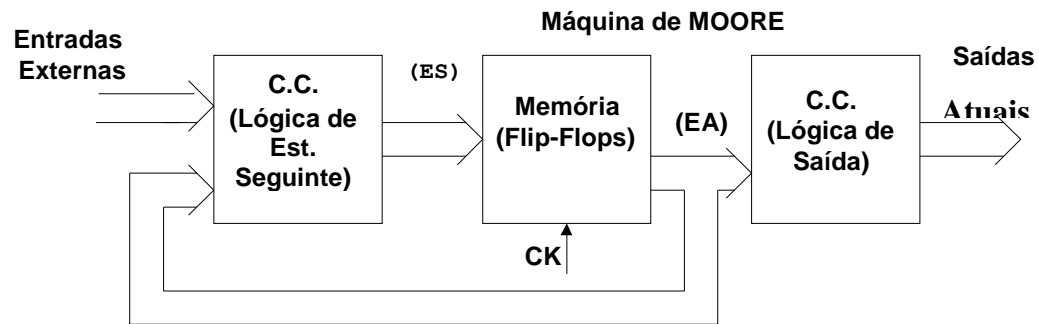 Máquina de MOORE
Entradas
Externas
C.C.
(Lógica de
Est.
Seguinte)
(ES)
Memória
(Flip-Flops)
CK
(EA)
C.C.
(Lógica de
Saída)
Saídas
Atuais